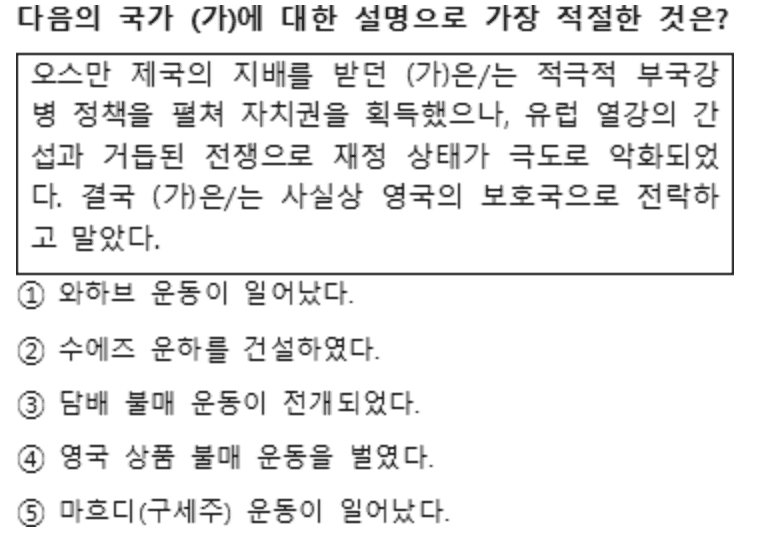 다음의 국가 (가)에 대한 설명으로 가장 적절한 것은?
오스만 제국의 지배를 받던 (가)은/는 적극적 부국강
병 정책을 펼쳐 자치권을 획득했으나, 유럽 열강의 간
섭과 거듭된 전쟁으로 재정 상태가 극도로 악화되었
다. 결국 (가)은/는 사실상 영국의 보호국으로 전락하
고 말았다.
① 와하브 운동이 일어났다.
② 수에즈 운하를 건설하였다.
③ 담배 불매 운동이 전개되었다.
④ 영국 상품 불매 운동을 벌였다.
⑤ 마흐디(구세주) 운동이 일어났다.